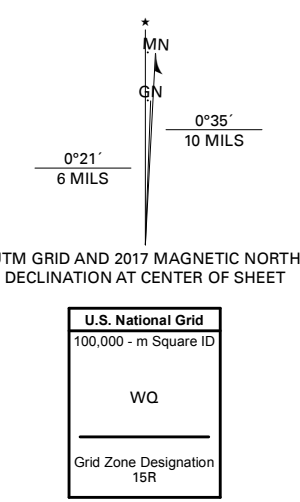 ★
MN
GN
0°35´
10 MILS
0°21´
6 MILS
UTM GRID AND 2017 MAGNETIC NORTH
DECLINATION AT CENTER OF SHEET
U.S. National Grid
100,000 - m Square ID
WQ
Grid Zone Designation
15R